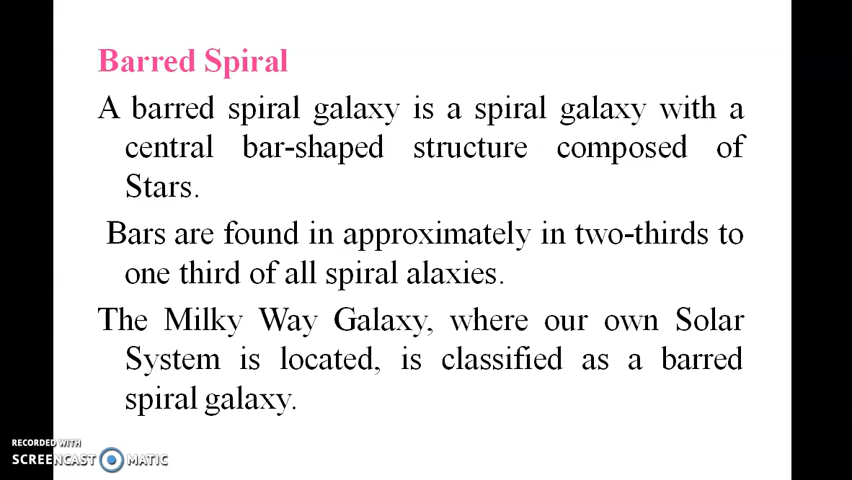 Barred Spiral
A barred spiral galaxy is a spiral galaxy with a
central bar-shaped structure composed of
Stars.
Bars are found in approximately in two-thirds to
one third of all spiral alaxies.
The Milky Way Galaxy, where our own Solar
System is located, is classified as a barred
spiral galaxy.
RECORDED WITH
SCREENCAST MATIC